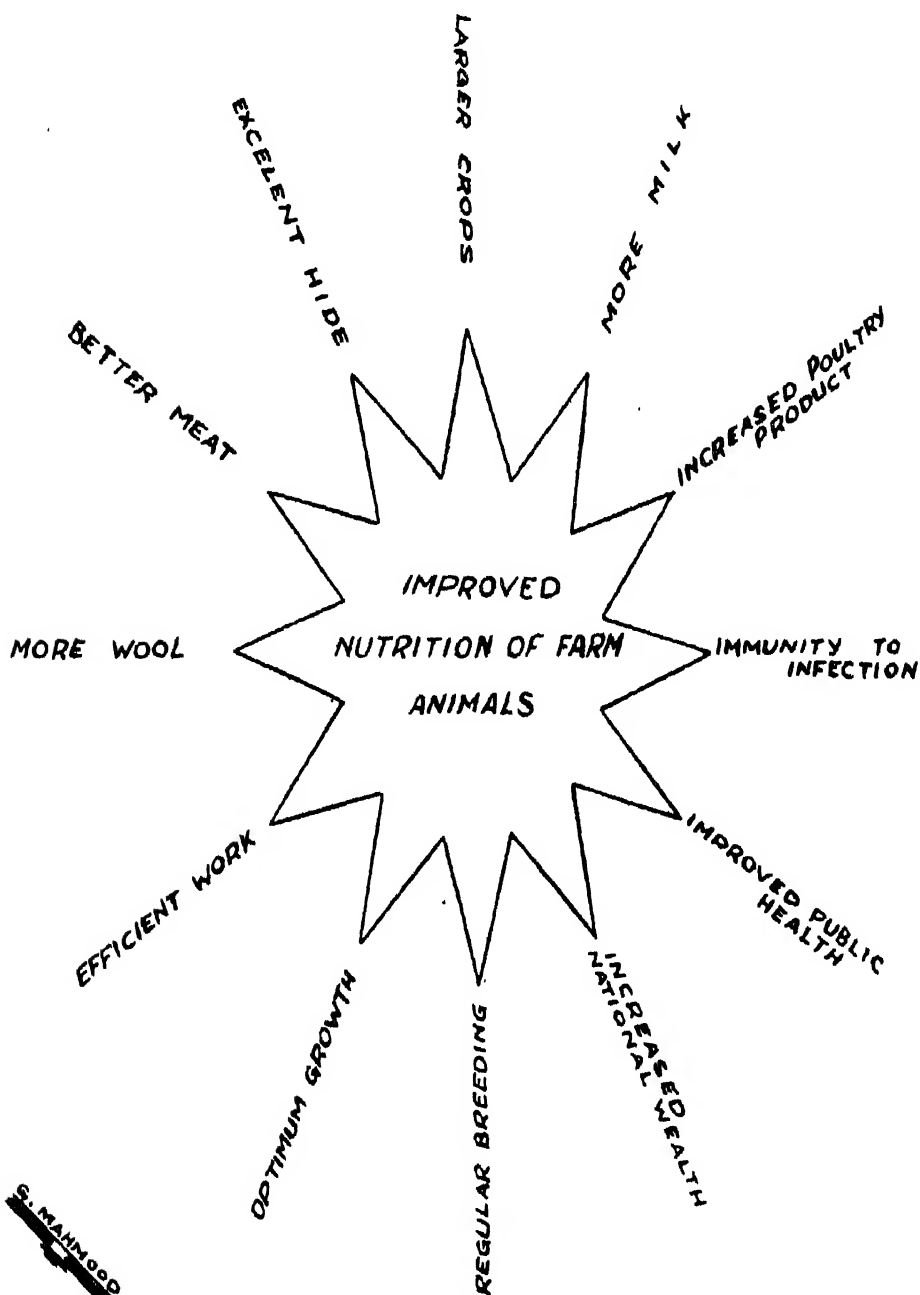 LARGER CROPS
MORE MILK
INCREASED POULTRY
PRODUCT
IMMUNITY TO
INFECTION
IMPROVED PUBLIC
HEALTH
INCREASED
NATIONAL WEALTH
REGULAR BREEDING
OPTIMUM GROWTH
EFFICIENT WORK
MORE WOOL
BETTER MEAT
EXCELENT HIDE
IMPROVED
NUTRITION OF FARM
ANIMALS
G. MAHMOOD